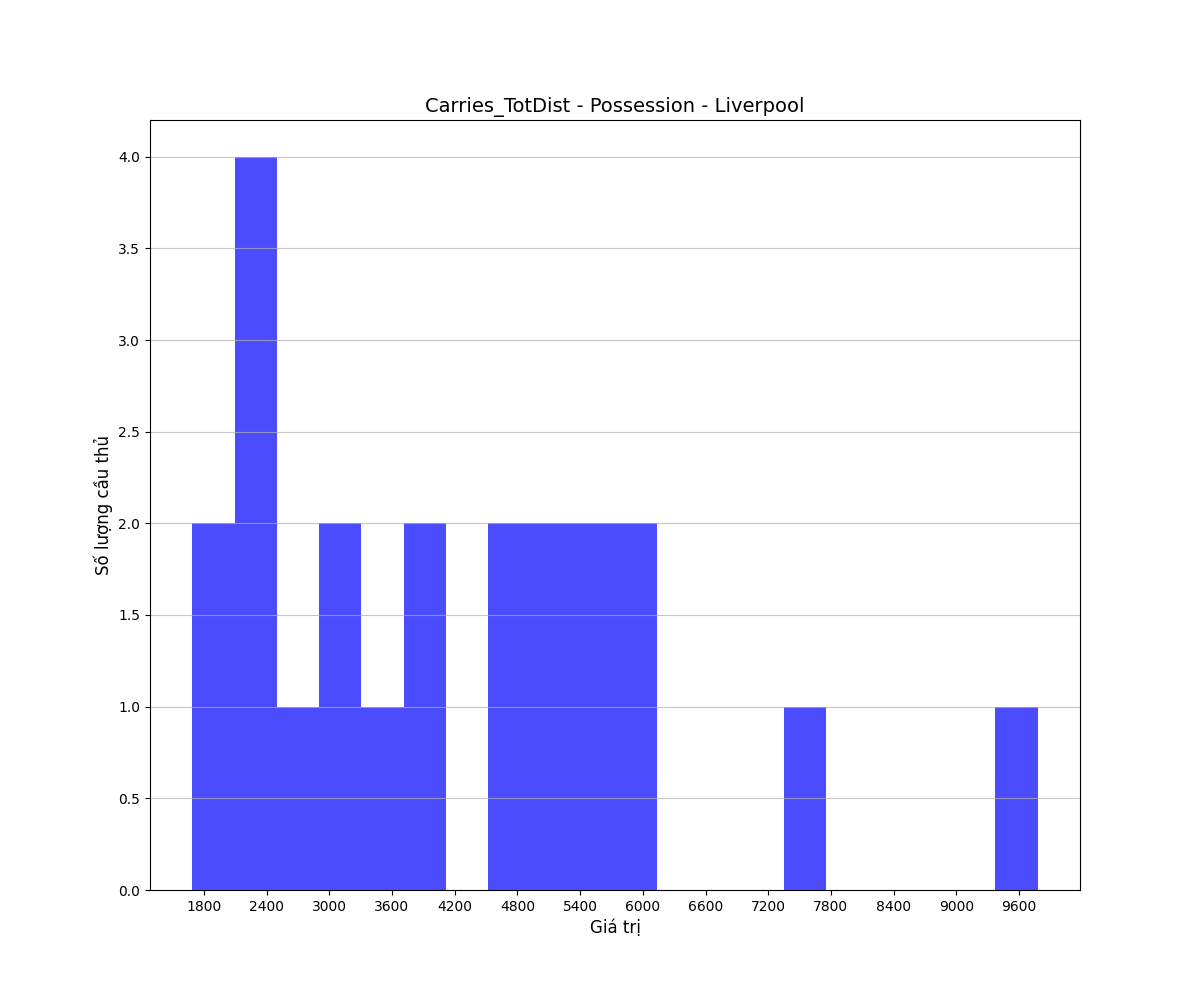 Carries_TotDist - Possession - Liverpool
4.0
3.5
3.0
2.5
2.0
1.5
1.0
0.5
0.0
Số lượng cầu thủ
1800 2400 3000 3600 4200 4800 5400 6000 6600 7200 7800 8400 9000 9600
Giá trị